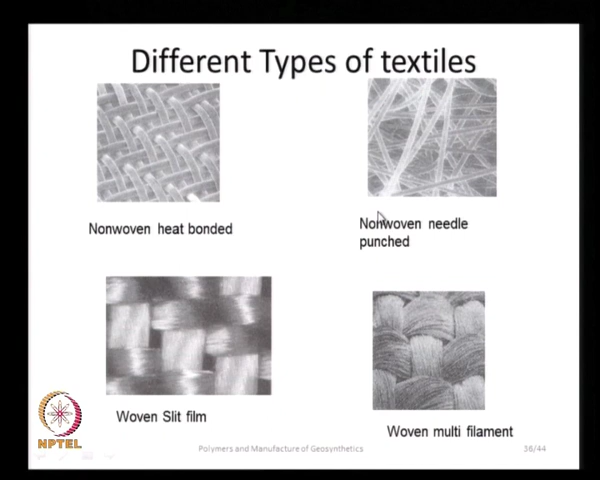 Different Types of textiles
Nonwoven heat bonded
Nonwoven needle
punched
Woven Slit film
Woven multi filament
NPTEL
Polymers and Manufacture of Geosynthetics
36/44